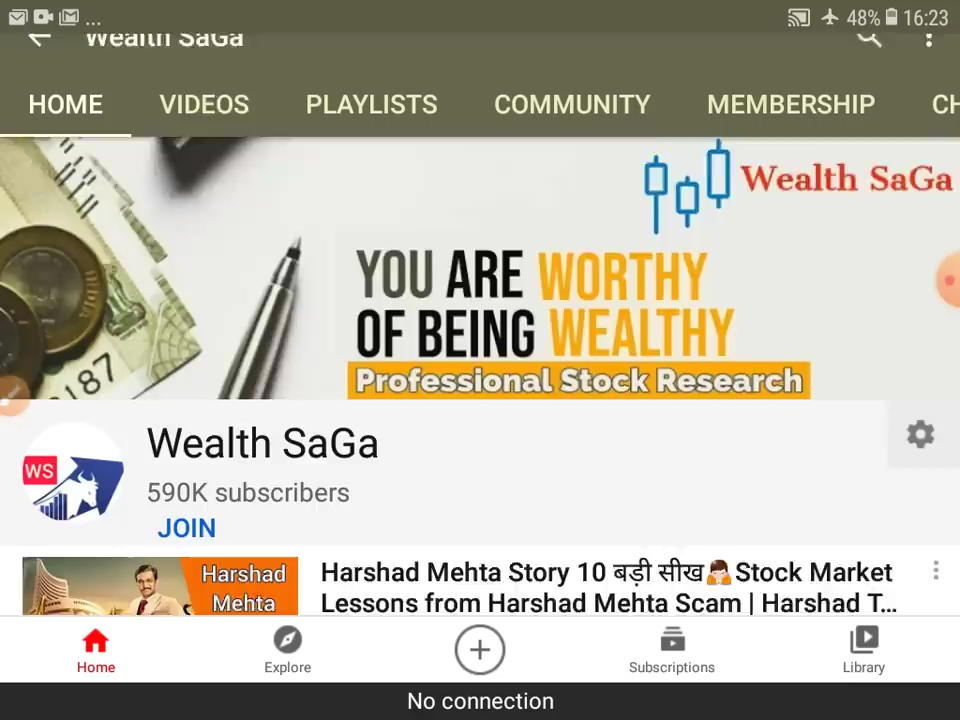 ... 48% 16:23
Wealth SaGa
HOME VIDEOS PLAYLISTS COMMUNITY MEMBERSHIP CH
Wealth SaGa
YOU ARE WORTHY
OF BEING WEALTHY
Professional Stock Research
187
WS
Wealth SaGa
590K subscribers
JOIN
Harshad
Mehta
Harshad Mehta Story 10 बड़ी सीख🙍Stock Market
Lessons from Harshad Mehta Scam | Harshad T...
Home Explore Subscriptions Library
No connection